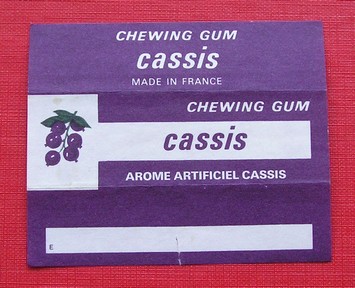 CHEWING GUM
cassis
MADE IN FRANCE
CHEWING GUM
cassis
AROME ARTIFICIEL CASSIS
E